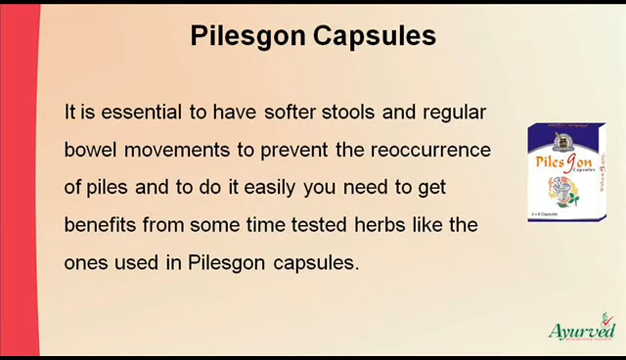 Pilesgon Capsules
It is essential to have softer stools and regular
bowel movements to prevent the reoccurrence
of piles and to do it easily you need to get
benefits from some time tested herbs like the
ones used in Pilesgon capsules.
Pilesgon
Capsules
Ayurved